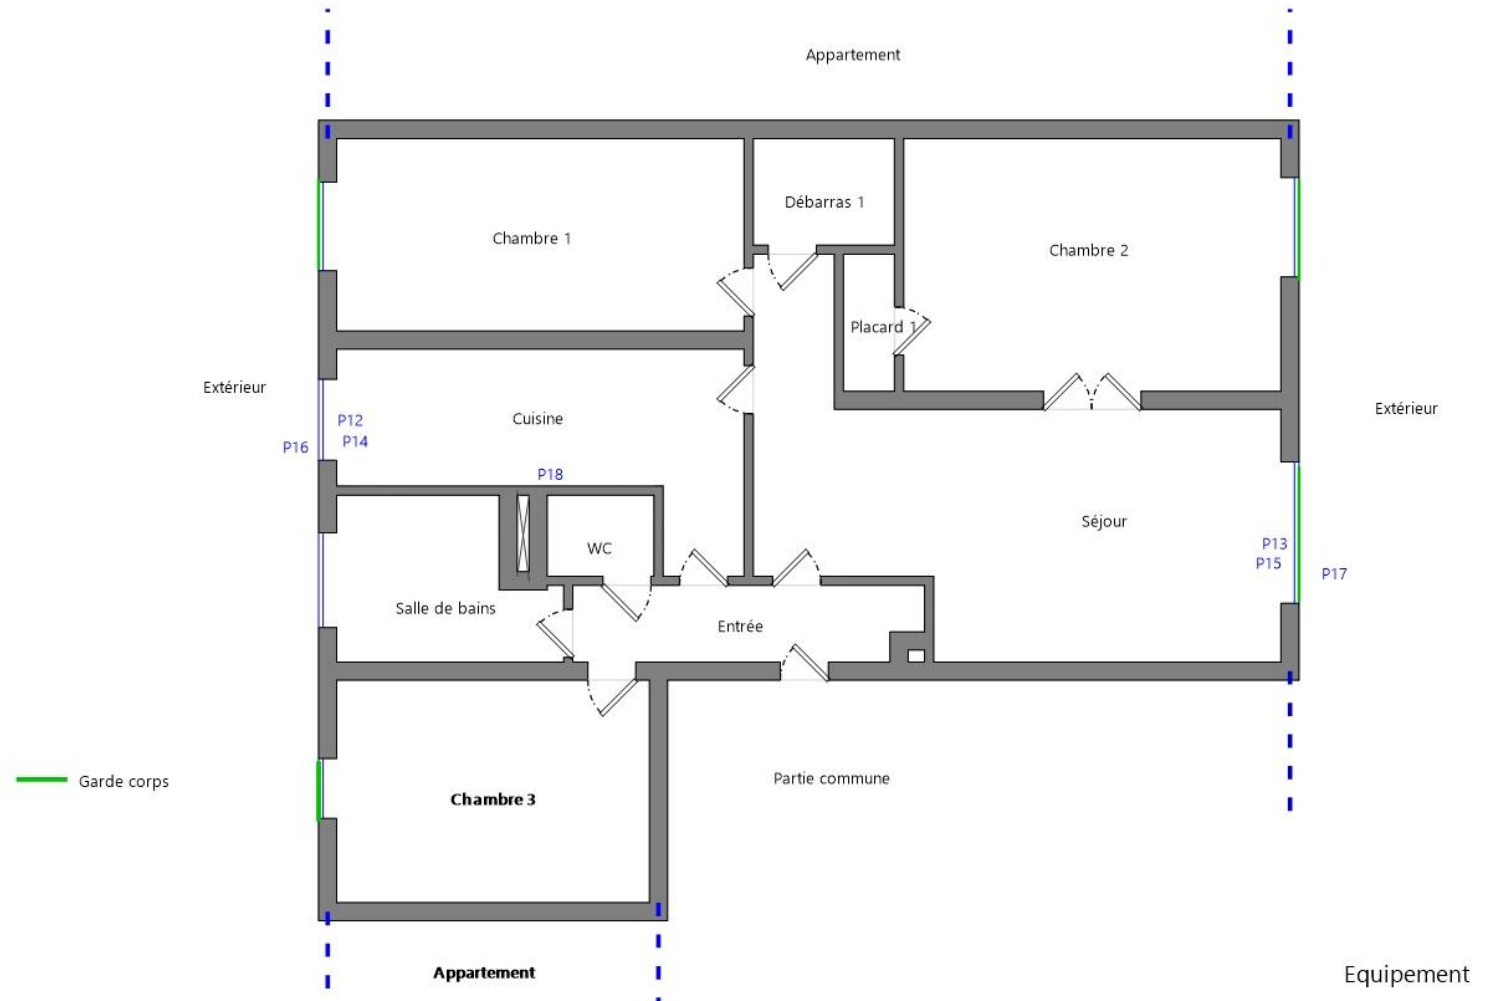 Appartement
Débarras 1
Chambre 1
Chambre 2
Placard 1
Extérieur
Extérieur
Cuisine
P12
P14
P16
P18
Séjour
P13
P15
P17
WC
Salle de bains
Entrée
Garde corps
Chambre 3
Partie commune
Appartement
Equipement